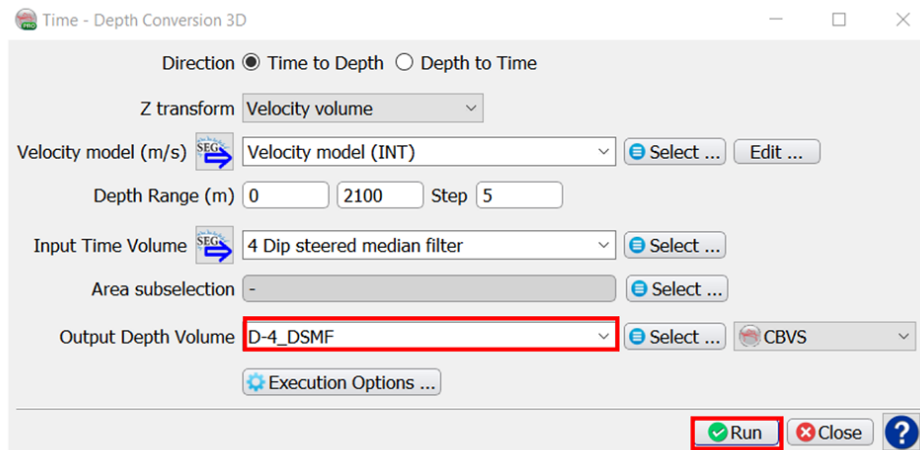 Time - Depth Conversion 3D
Direction Time to Depth Depth to Time
Z transform Velocity volume
Velocity model (m/s) SEG Velocity model (INT) Select ... Edit ...
Depth Range (m) 0 2100 Step 5
Input Time Volume SEG 4 Dip steered median filter Select ...
Area subselection - Select ...
Output Depth Volume D-4_DSMF Select ... CBVS
Execution Options ...
Run Close ?